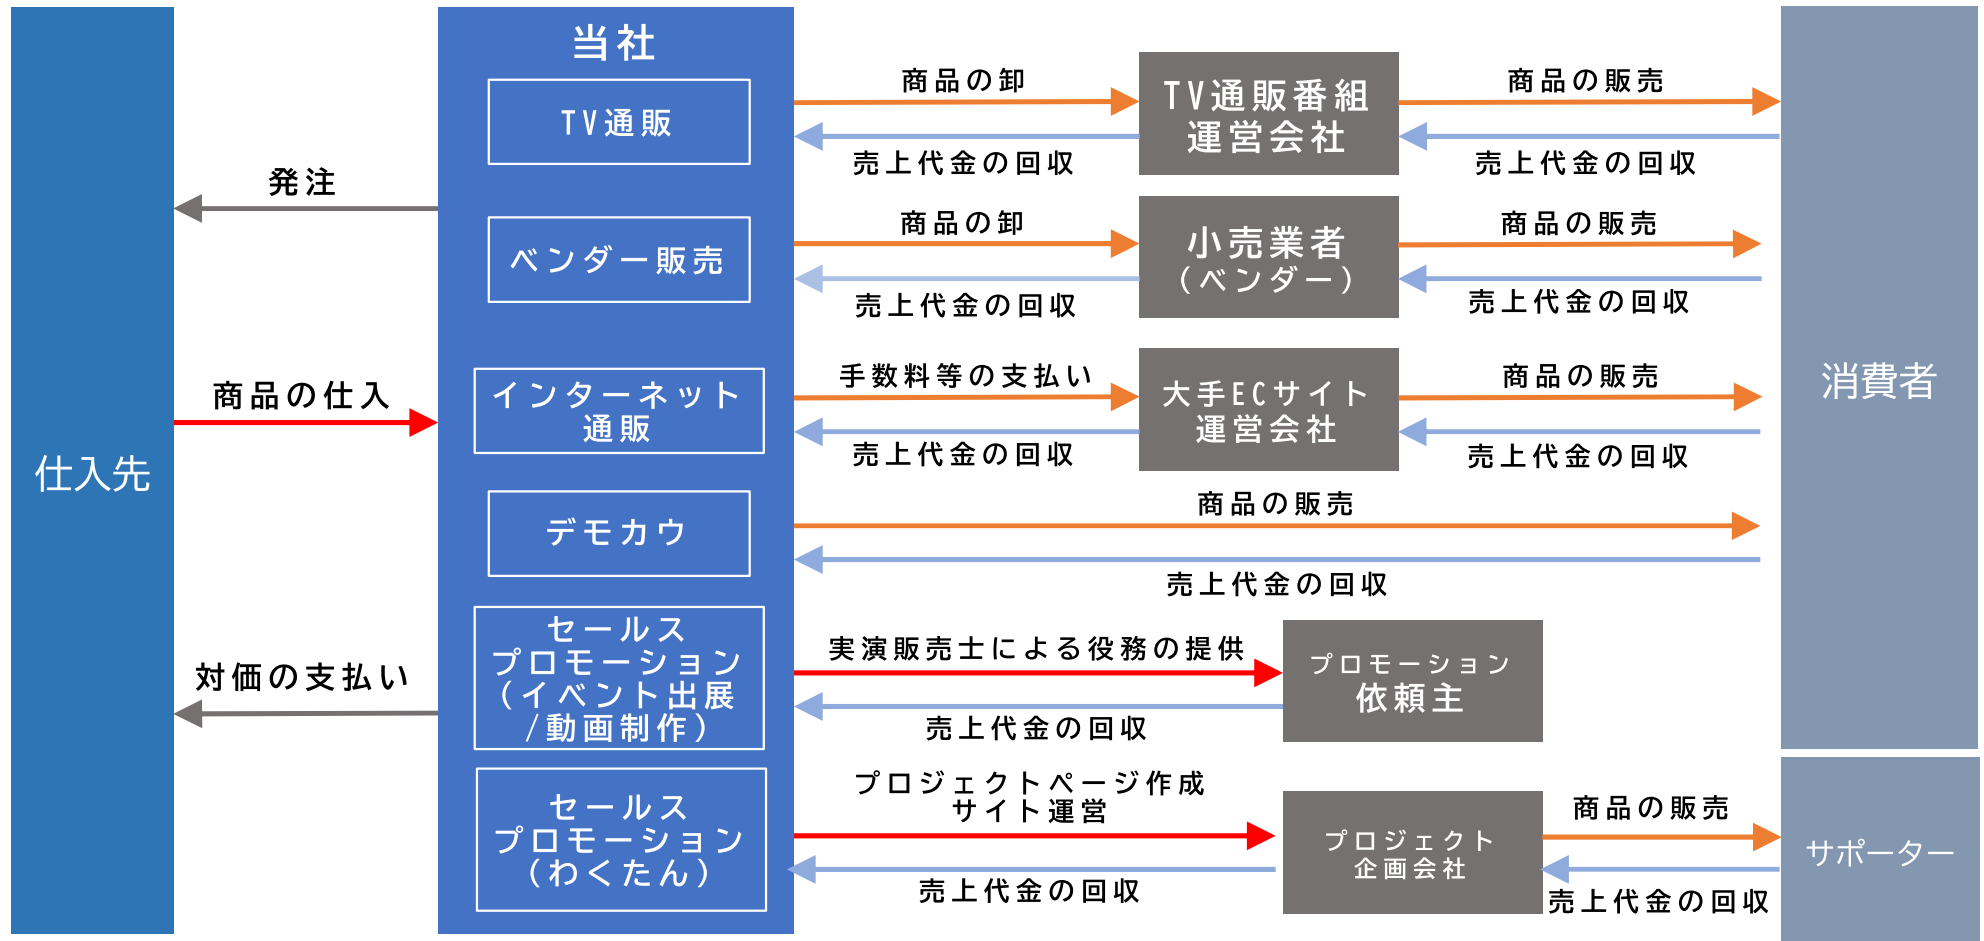 当社
TV通販
商品の卸
売上代金の回収
TV通販番組
運営会社
商品の販売
売上代金の回収
発注
ベンダー販売
商品の卸
売上代金の回収
小売業者
(ベンダー)
商品の販売
売上代金の回収
商品の仕入
インターネット
通販
手数料等の支払い
売上代金の回収
大手ECサイト
運営会社
商品の販売
売上代金の回収
消費者
仕入先
デモカウ
商品の販売
売上代金の回収
対価の支払い
セールス
プロモーション
(イベント出展
/動画制作)
実演販売士による役務の提供
売上代金の回収
プロモーション
依頼主
セールス
プロモーション
(わくたん)
プロジェクトページ作成
サイト運営
売上代金の回収
プロジェクト
企画会社
商品の販売
売上代金の回収
サポーター